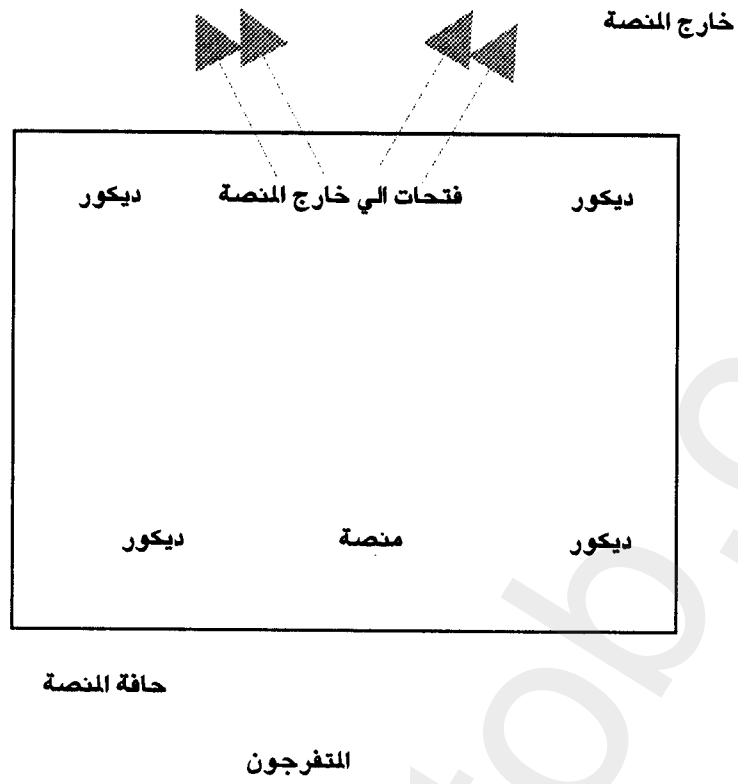 خارج المنصة
ديكور فتحات الي خارج المنصة ديكور
ديكور منصة ديكور
حافة المنصة
المتفرجون